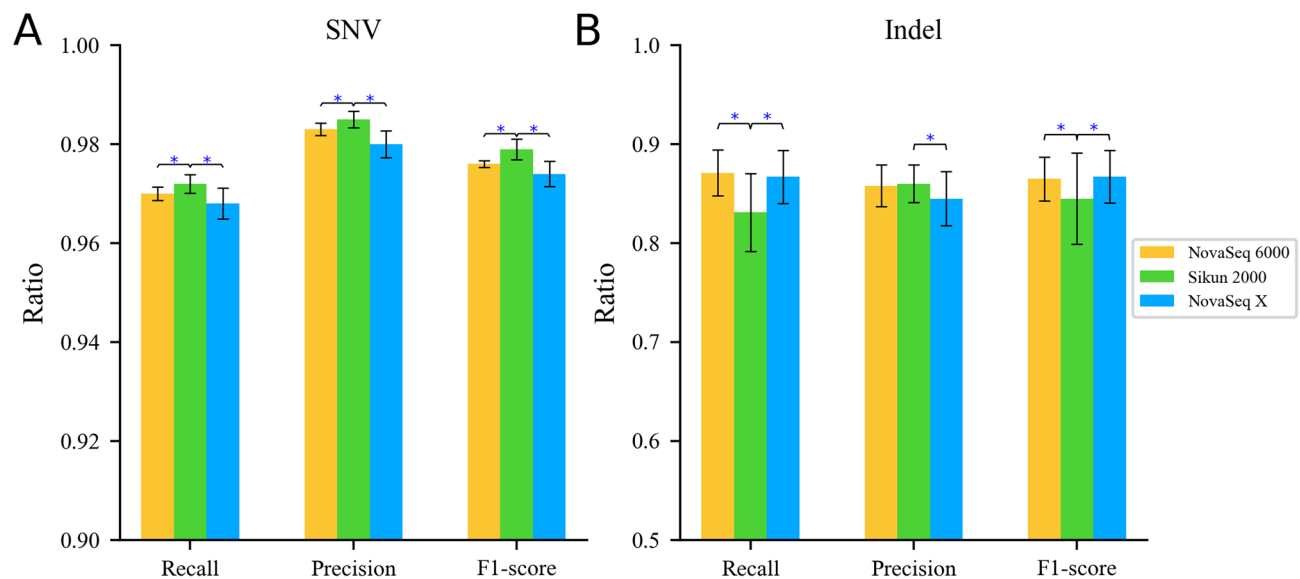 A
SNV
1.00
0.98
0.96
0.94
0.92
0.90
Ratio
* *
* *
* *
Recall
Precision
F1-score
B
Indel
1.0
0.9
0.8
0.7
0.6
0.5
Ratio
* *
*
* *
Recall
Precision
F1-score
NovaSeq 6000
Sikun 2000
NovaSeq X